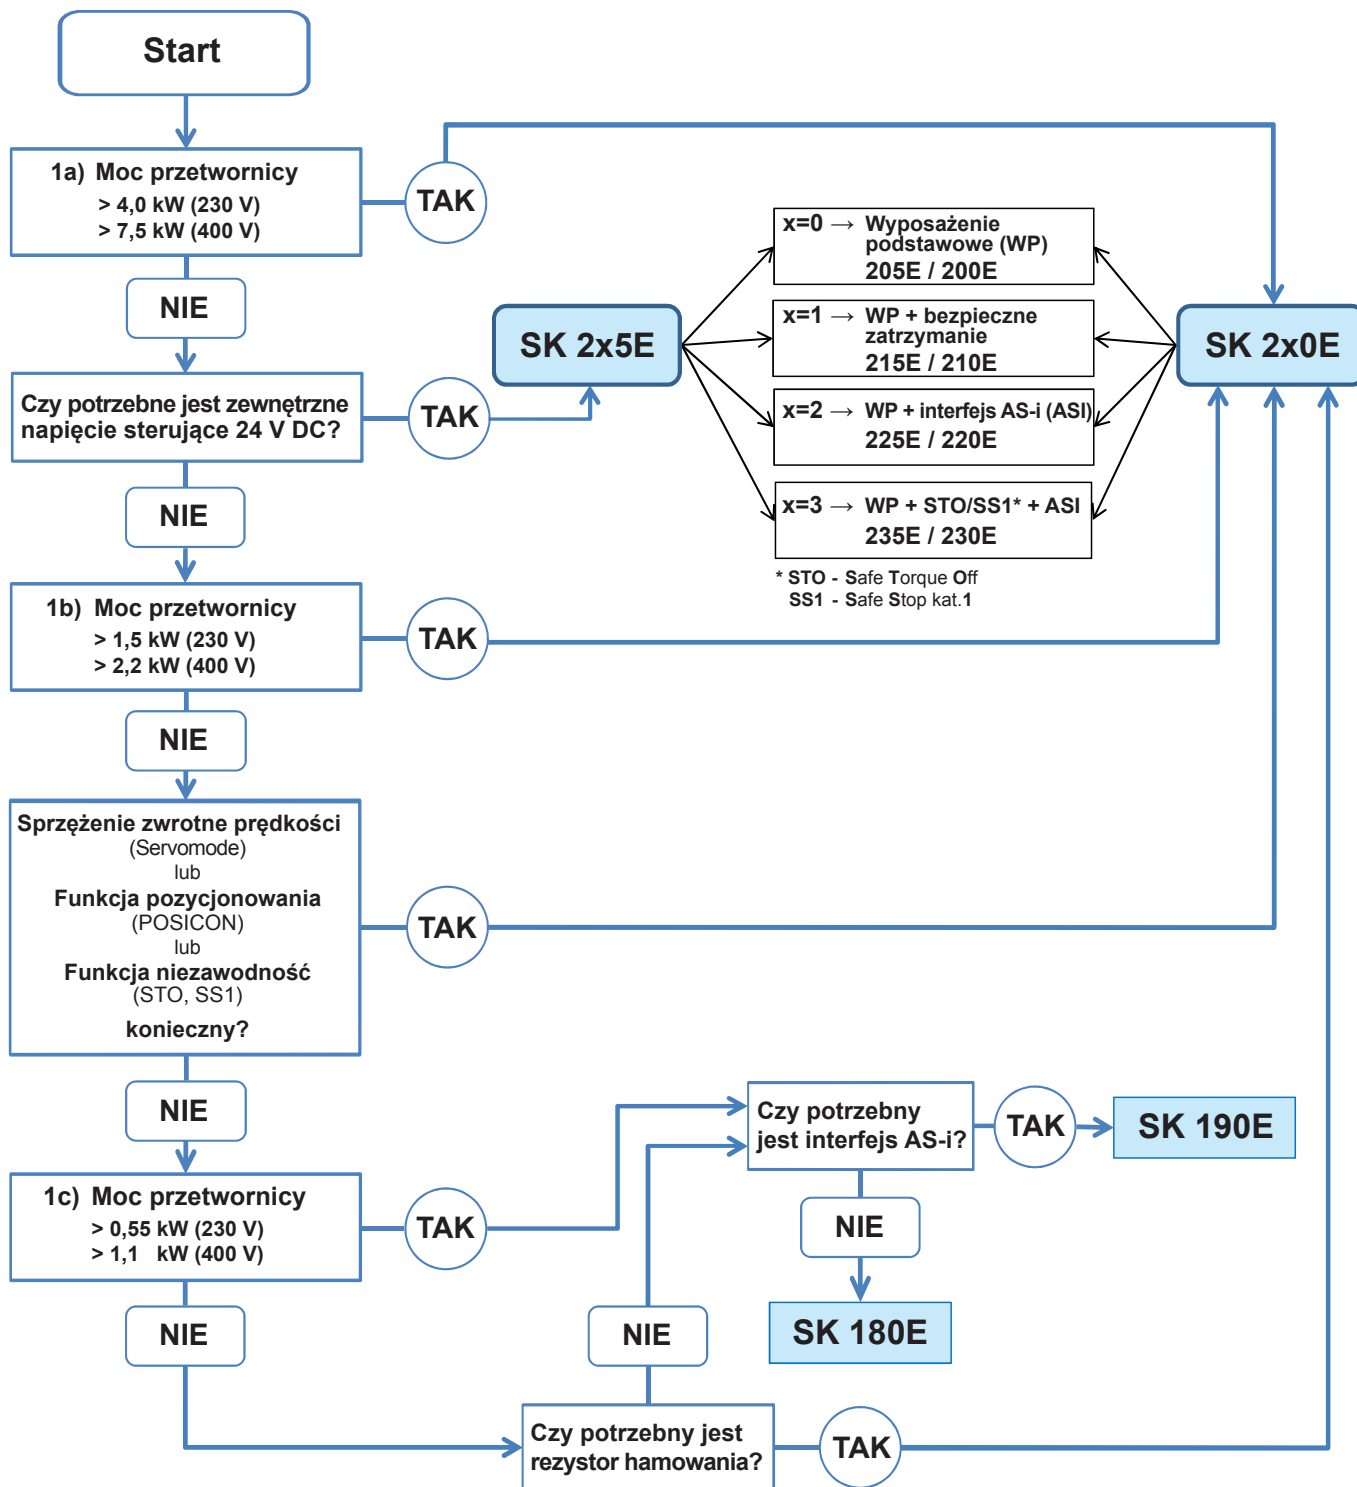 Start
1a) Moc przetwornicy
> 4,0 kW (230 V)
> 7,5 kW (400 V)
TAK
NIE
x=0 → Wyposażenie
podstawowe (WP)
205E / 200E
x=1 → WP + bezpieczne
zatrzymanie
215E / 210E
x=2 → WP + interfejs AS-i (ASI)
225E / 220E
x=3 → WP + STO/SS1* + ASI
235E / 230E
* STO - Safe Torque Off
SS1 - Safe Stop kat.1
SK 2x5E
SK 2x0E
Czy potrzebne jest zewnętrzne
napięcie sterujące 24 V DC?
TAK
NIE
1b) Moc przetwornicy
> 1,5 kW (230 V)
> 2,2 kW (400 V)
TAK
NIE
Sprzężenie zwrotne prędkości
(Servomode)
lub
Funkcja pozycjonowania
(POSICON)
lub
Funkcja niezawodność
(STO, SS1)
konieczny?
TAK
NIE
1c) Moc przetwornicy
> 0,55 kW (230 V)
> 1,1 kW (400 V)
TAK
NIE
Czy potrzebny
jest interfejs AS-i?
TAK
SK 190E
NIE
SK 180E
NIE
Czy potrzebny jest
rezystor hamowania?
TAK